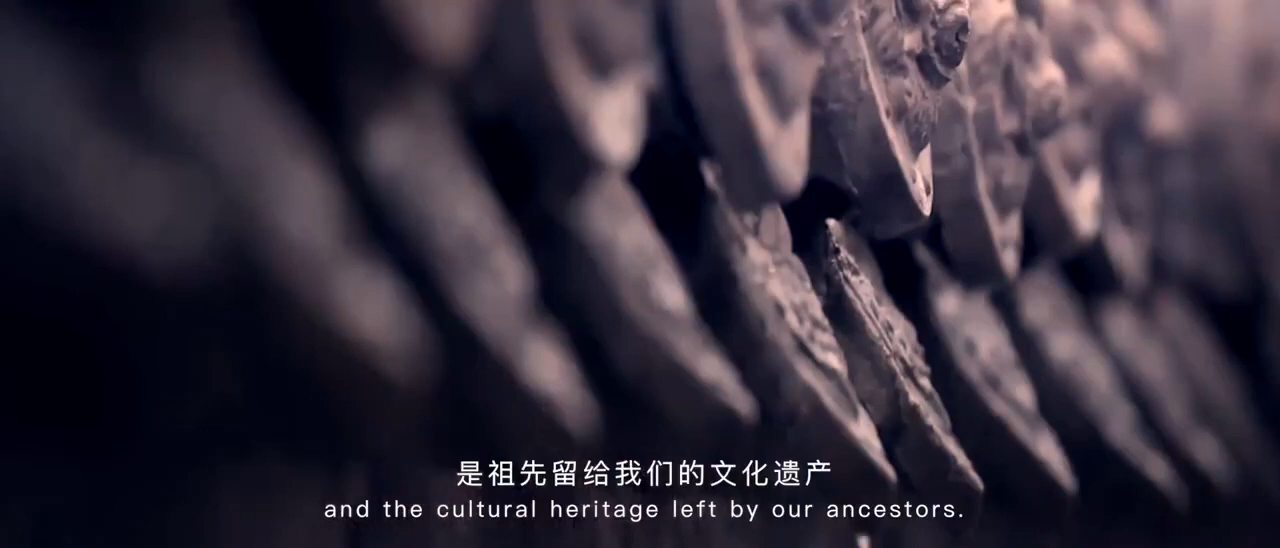 是祖先留给我们的文化遗产
and the cultural heritage left by our ancestors.